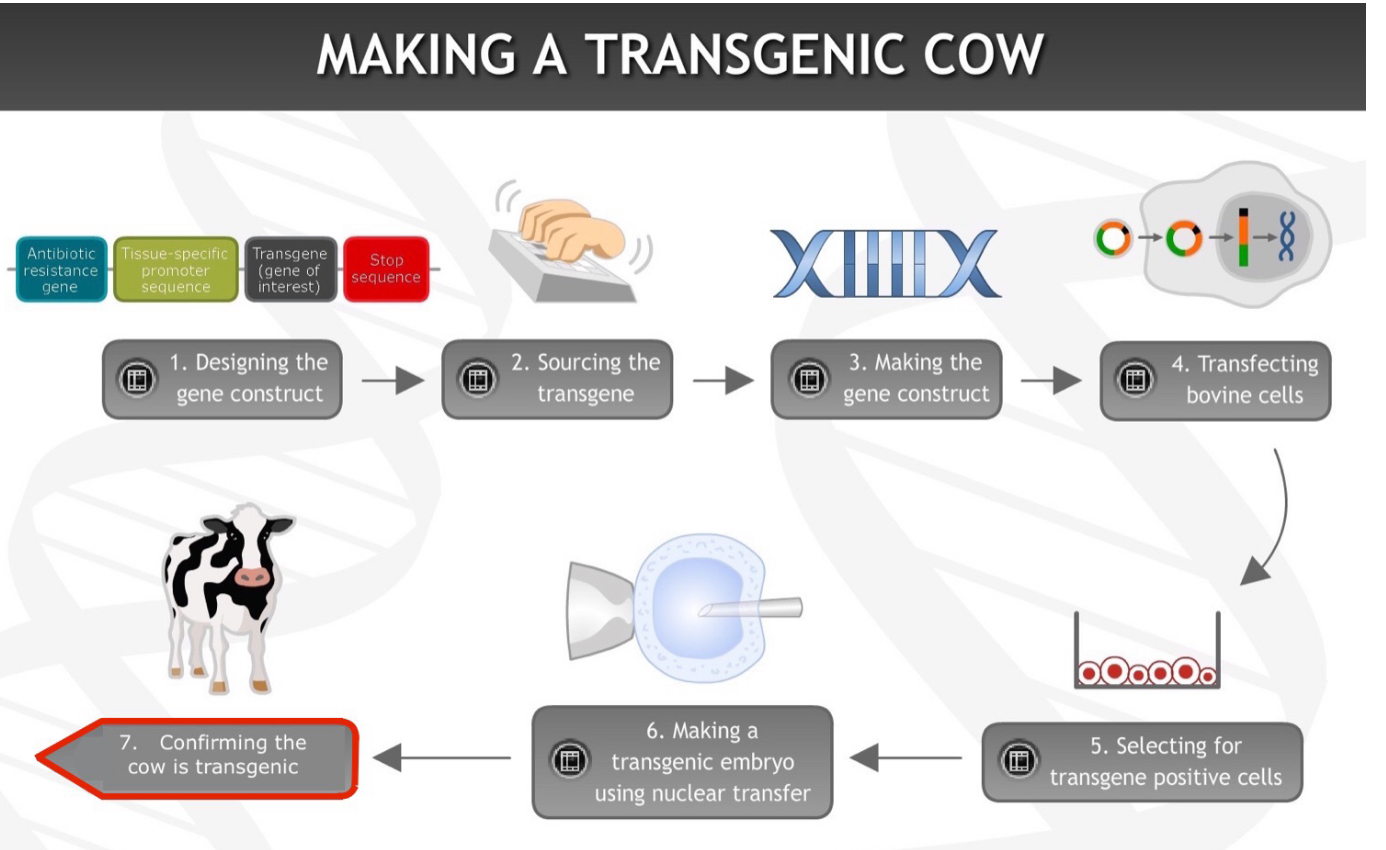 MAKING A TRANSGENIC COW
Antibiotic
resistance
gene
Tissue-specific
promoter
sequence
Transgene
(gene of
interest)
Stop
sequence
1. Designing the
gene construct
2. Sourcing the
transgene
3. Making the
gene construct
4. Transfecting
bovine cells
5. Selecting for
transgene positive cells
6. Making a
transgenic embryo
using nuclear transfer
7. Confirming the
cow is transgenic